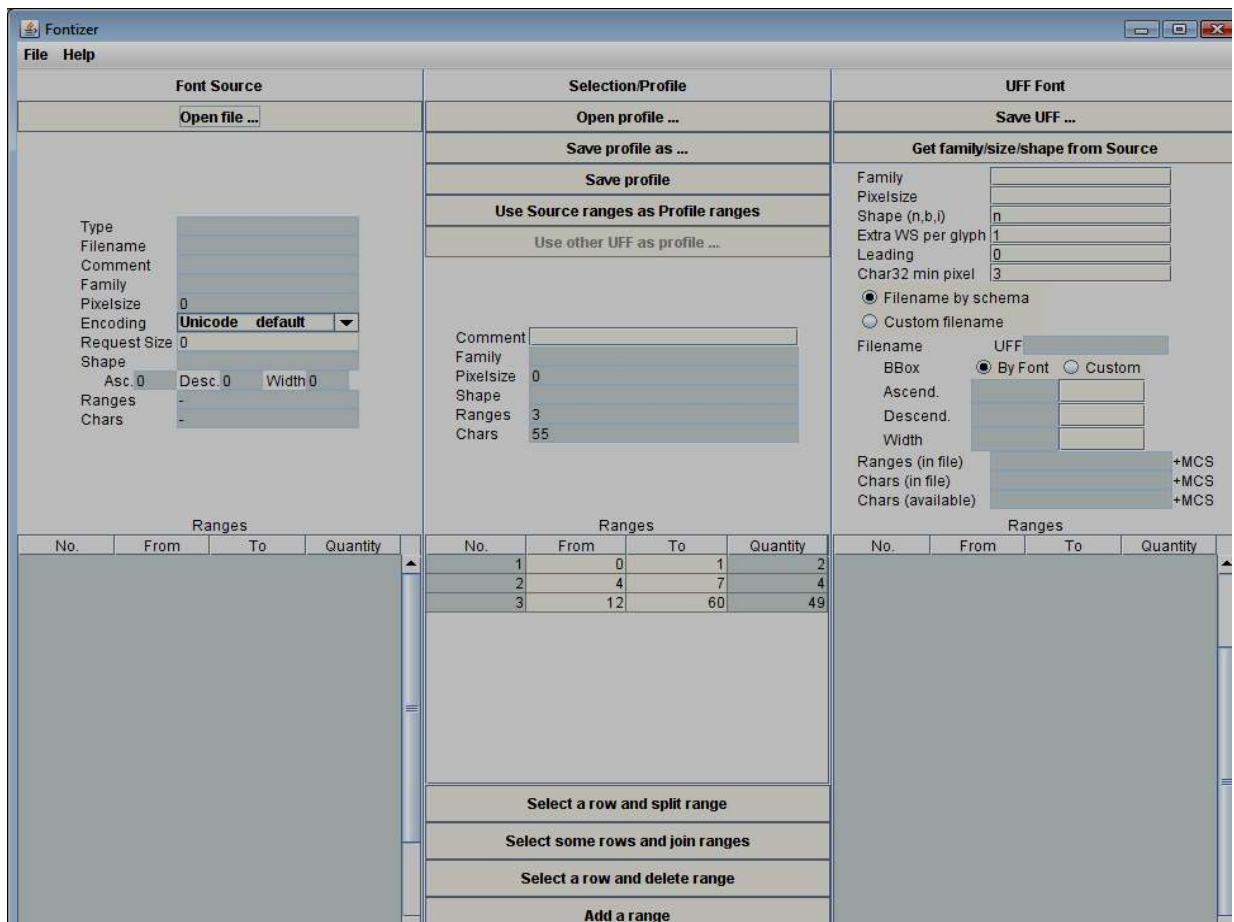 Fontizer
File Help
Font Source
Open file ...
Type
Filename
Comment
Family
Pixelsize 0
Encoding Unicode default
Request Size 0
Shape
Asc. 0 Desc. 0 Width 0
Ranges -
Chars -
Ranges
No. From To Quantity
Selection/Profile
Open profile ...
Save profile as ...
Save profile
Use Source ranges as Profile ranges
Use other UFF as profile ...
Comment
Family
Pixelsize 0
Shape
Ranges 3
Chars 55
Ranges
No. From To Quantity
1 0 1 2
2 4 7 4
3 12 60 49
Select a row and split range
Select some rows and join ranges
Select a row and delete range
Add a range
UFF Font
Save UFF ...
Get family/size/shape from Source
Family
Pixelsize
Shape (n,b,i) n
Extra WS per glyph 1
Leading 0
Char32 min pixel 3
Filename by schema
Custom filename
Filename UFF
BBox By Font Custom
Ascend.
Descend.
Width
Ranges (in file) +MCS
Chars (in file) +MCS
Chars (available) +MCS
Ranges
No. From To Quantity